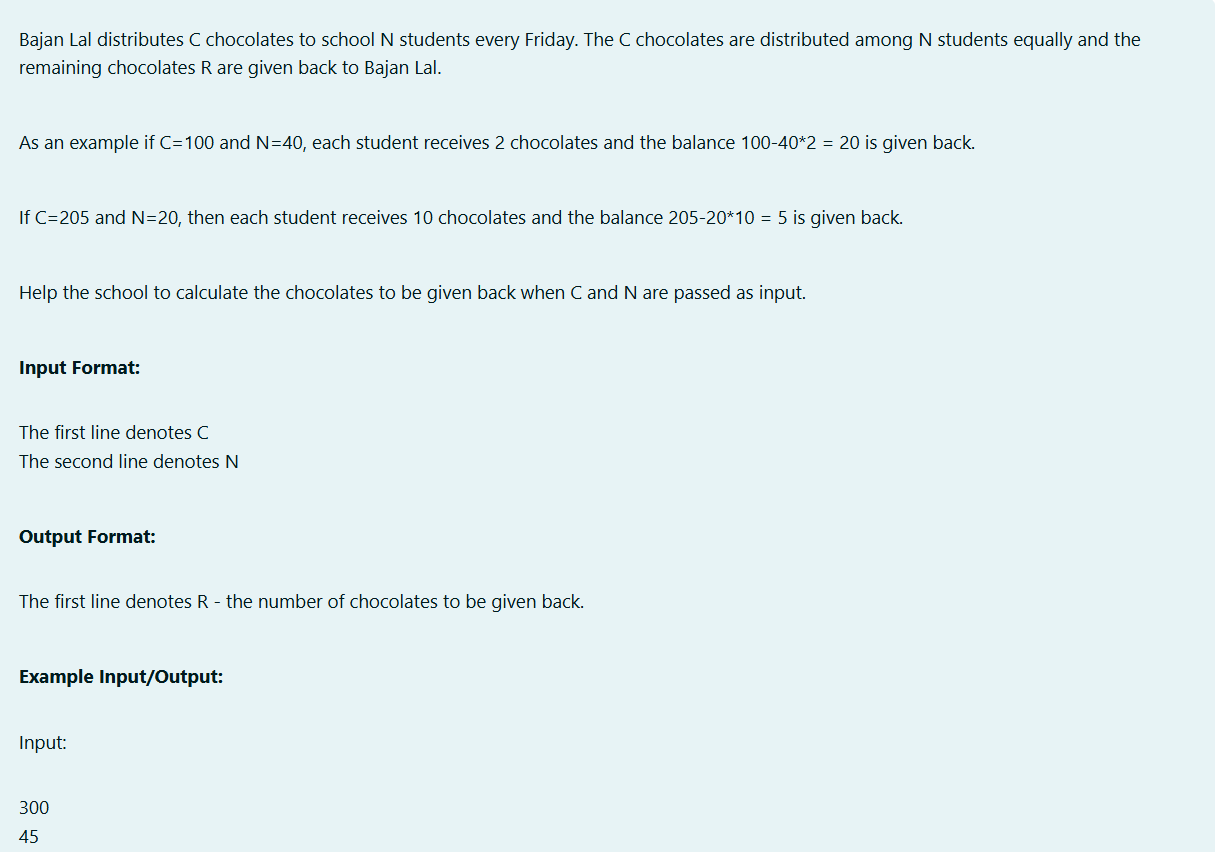 Bajan Lal distributes C chocolates to school N students every Friday. The C chocolates are distributed among N students equally and the
remaining chocolates R are given back to Bajan Lal.
As an example if C=100 and N=40, each student receives 2 chocolates and the balance 100-40*2 = 20 is given back.
If C=205 and N=20, then each student receives 10 chocolates and the balance 205-20*10 = 5 is given back.
Help the school to calculate the chocolates to be given back when C and N are passed as input.
Input Format:
The first line denotes C
The second line denotes N
Output Format:
The first line denotes R - the number of chocolates to be given back.
Example Input/Output:
Input:
300
45